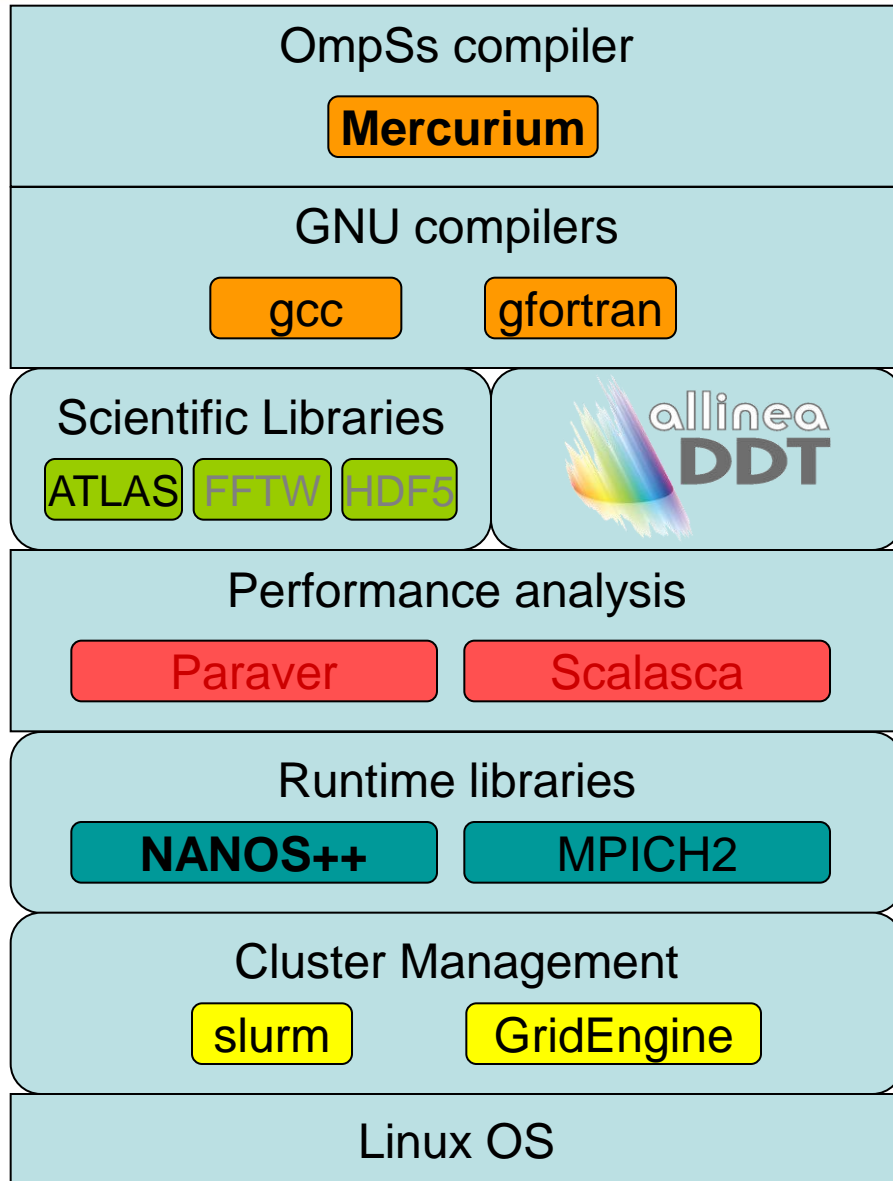 OmpSs compiler
Mercurium
GNU compilers
gcc gfortran
Scientific Libraries
ATLAS FFTW HDF5
allinea
DDT
Performance analysis
Paraver Scalasca
Runtime libraries
NANOS++ MPICH2
Cluster Management
slurm GridEngine
Linux OS